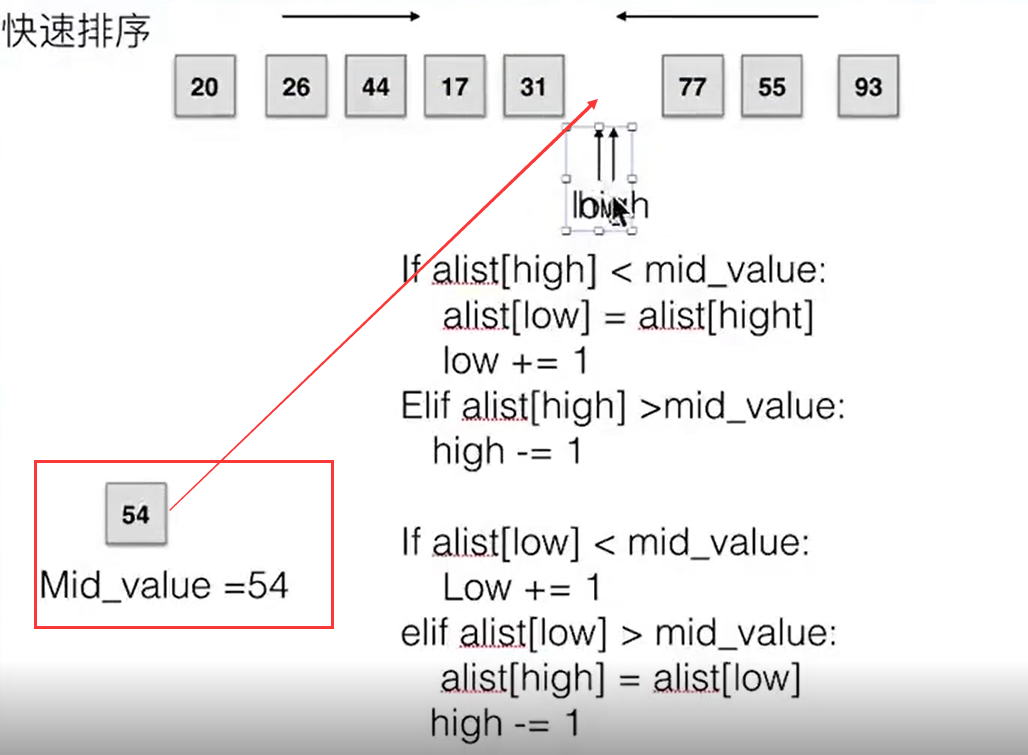 快速排序
20 26 44 17 31 77 55 93
If alist[high] < mid_value:
alist[low] = alist[hight]
low += 1
Elif alist[high] >mid_value:
high -= 1
54
Mid_value =54
If alist[low] < mid_value:
Low += 1
elif alist[low] > mid_value:
alist[high] = alist[low]
high -= 1